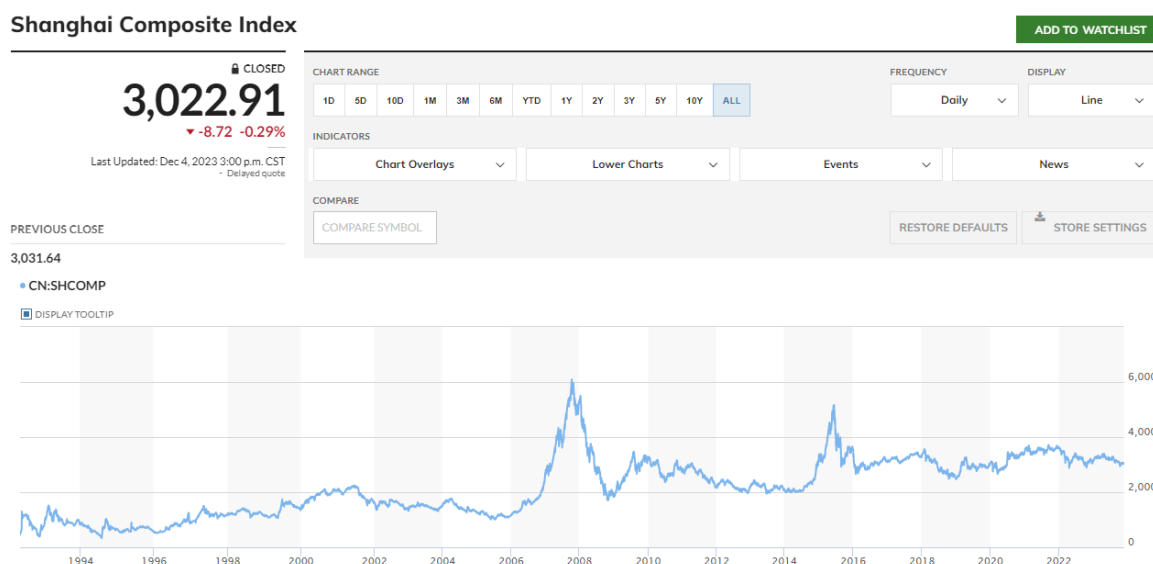 Shanghai Composite Index
ADD TO WATCHLIST
CLOSED
3,022.91
-8.72 -0.29%
Last Updated: Dec 4, 2023 3:00 p.m. CST
- Delayed quote
PREVIOUS CLOSE
3,031.64
CHART RANGE
1D 5D 10D 1M 3M 6M YTD 1Y 2Y 3Y 5Y 10Y ALL
FREQUENCY
Daily
DISPLAY
Line
INDICATORS
Chart Overlays
Lower Charts
Events
News
COMPARE
COMPARE SYMBOL
RESTORE DEFAULTS
STORE SETTINGS
CN:SHCOMP
DISPLAY TOOLTIP
6,000
4,000
2,000
0
1994 1996 1998 2000 2002 2004 2006 2008 2010 2012 2014 2016 2018 2020 2022